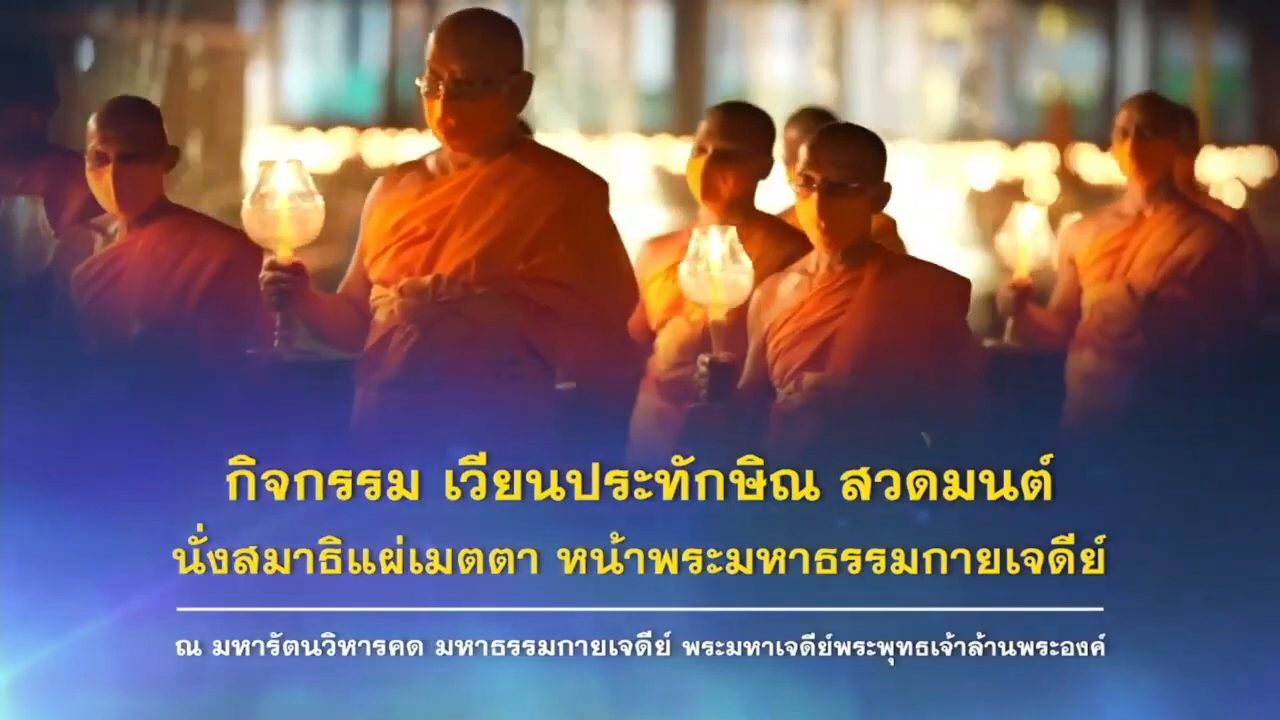 กิจกรรม เวียนประทักษิณ สวดมนต์
นั่งสมาธิแผ่เมตตา หน้าพระมหาธรรมกายเจดีย์
ณ มหารัตนวิหารคด มหาธรรมกายเจดีย์ พระมหาเจดีย์พระพุทธเจ้าล้านพระองค์